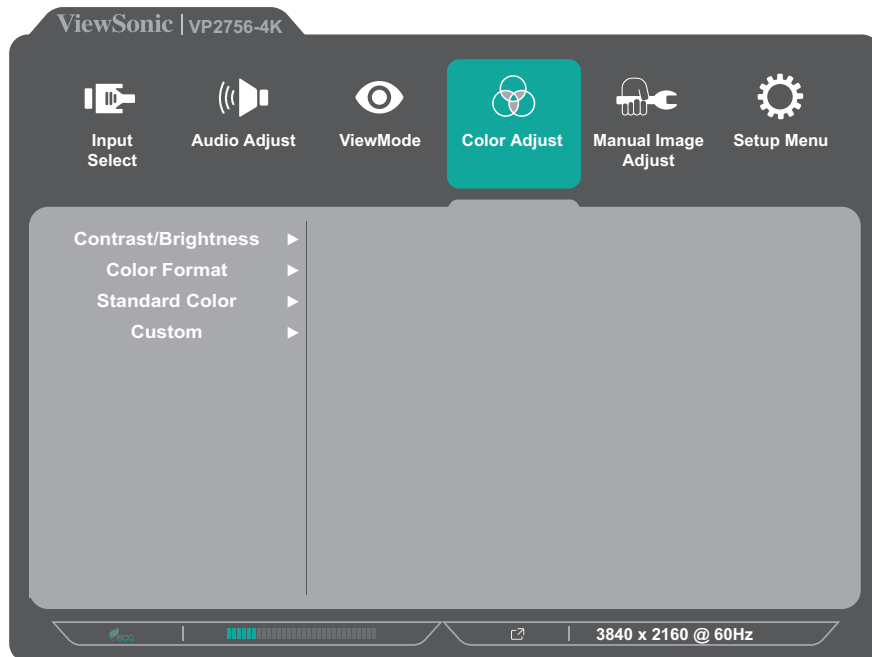 ViewSonic | VP2756-4K
Input Select
Audio Adjust
ViewMode
Color Adjust
Manual Image Adjust
Setup Menu
Contrast/Brightness
Color Format
Standard Color
Custom
eco
3840 x 2160 @ 60Hz